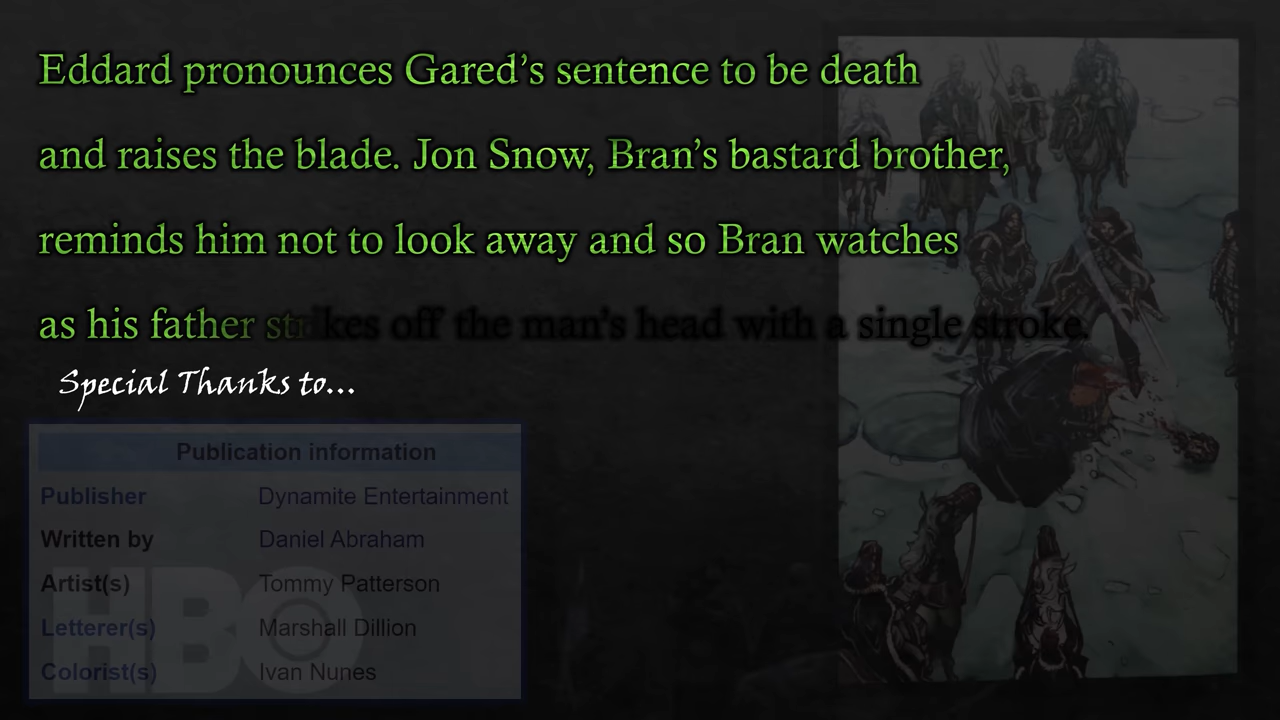 Eddard pronounces Gared’s sentence to be death
and raises the blade. Jon Snow, Bran’s bastard brother,
reminds him not to look away and so Bran watches
as his father strikes off the man’s head with a single stroke.
Special Thanks to...
Publication information
Publisher Dynamite Entertainment
Written by Daniel Abraham
Artist(s) Tommy Patterson
Letterer(s) Marshall Dillion
Colorist(s) Ivan Nunes
HBO